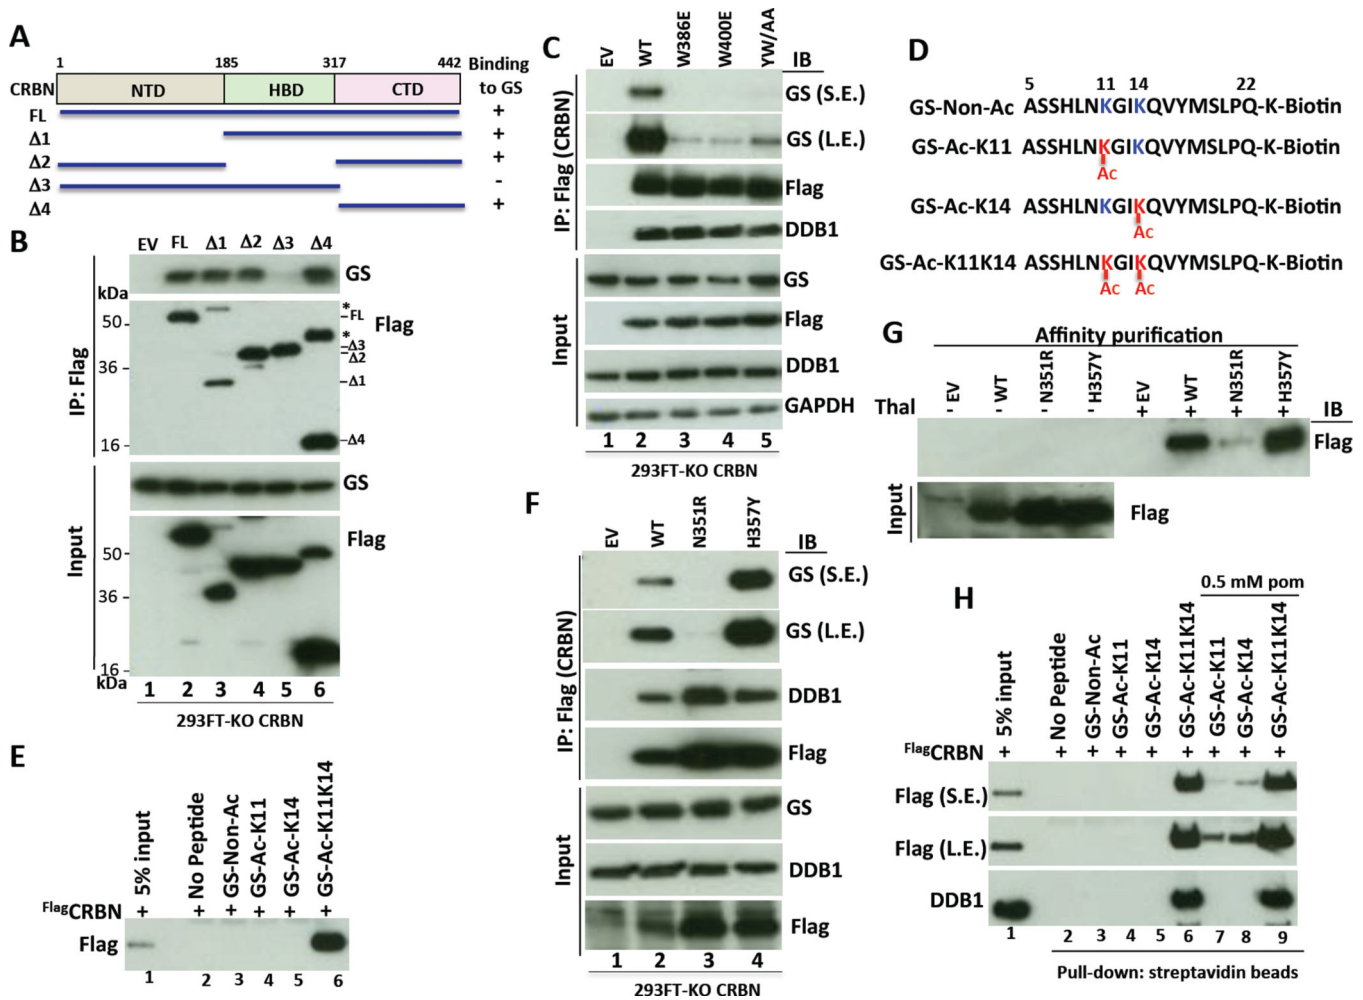 A
1 185 317 442 Binding
CRBN NTD HBD CTD to GS
FL +
Δ1 +
Δ2 +
Δ3 -
Δ4 +
B
EV FL Δ1 Δ2 Δ3 Δ4
GS
kDa
IP: Flag
Flag
* 
FL
50
*
Δ3
Δ2
36
Δ1
16
Δ4
Input
GS
Flag
50
36
16
kDa
1 2 3 4 5 6
293FT-KO CRBN
C
EV WT W386E W400E YW/AA IB
IP: Flag (CRBN)
GS (S.E.)
GS (L.E.)
Flag
DDB1
Input
GS
Flag
DDB1
GAPDH
1 2 3 4 5
293FT-KO CRBN
D
5 11 14 22
GS-Non-Ac ASSHLNKGIKQVYMSLPQ-K-Biotin
GS-Ac-K11 ASSHLNKGIKQVYMSLPQ-K-Biotin
Ac
GS-Ac-K14 ASSHLNKGIKQVYMSLPQ-K-Biotin
Ac
GS-Ac-K11K14 ASSHLNKGIKQVYMSLPQ-K-Biotin
Ac Ac
E
5% input No Peptide GS-Non-Ac GS-Ac-K11 GS-Ac-K14 GS-Ac-K11K14
FlagCRBN + + + + + +
Flag
1 2 3 4 5 6
F
EV WT N351R H357Y IB
IP: Flag (CRBN)
GS (S.E.)
GS (L.E.)
DDB1
Flag
Input
GS
DDB1
Flag
1 2 3 4
293FT-KO CRBN
G
Affinity purification
EV WT N351R H357Y EV WT N351R H357Y
Thal - - - - + + + + IB
Flag
Input
Flag
H
0.5 mM pom
5% input No Peptide GS-Non-Ac GS-Ac-K11 GS-Ac-K14 GS-Ac-K11K14 GS-Ac-K11 GS-Ac-K14 GS-Ac-K11K14
FlagCRBN + + + + + + + + +
Flag (S.E.)
Flag (L.E.)
DDB1
1 2 3 4 5 6 7 8 9
Pull-down: streptavidin beads